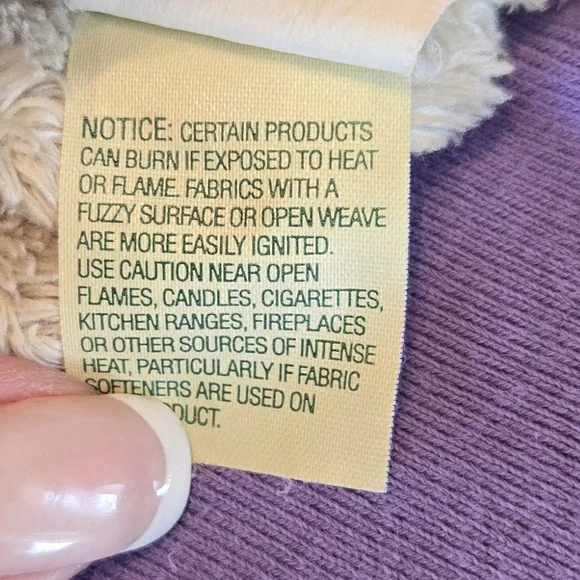 NOTICE: CERTAIN PRODUCTS
CAN BURN IF EXPOSED TO HEAT
OR FLAME. FABRICS WITH A
FUZZY SURFACE OR OPEN WEAVE
ARE MORE EASILY IGNITED.
USE CAUTION NEAR OPEN
FLAMES, CANDLES, CIGARETTES,
KITCHEN RANGES, FIREPLACES
OR OTHER SOURCES OF INTENSE
HEAT, PARTICULARLY IF FABRIC
SOFTENERS ARE USED ON